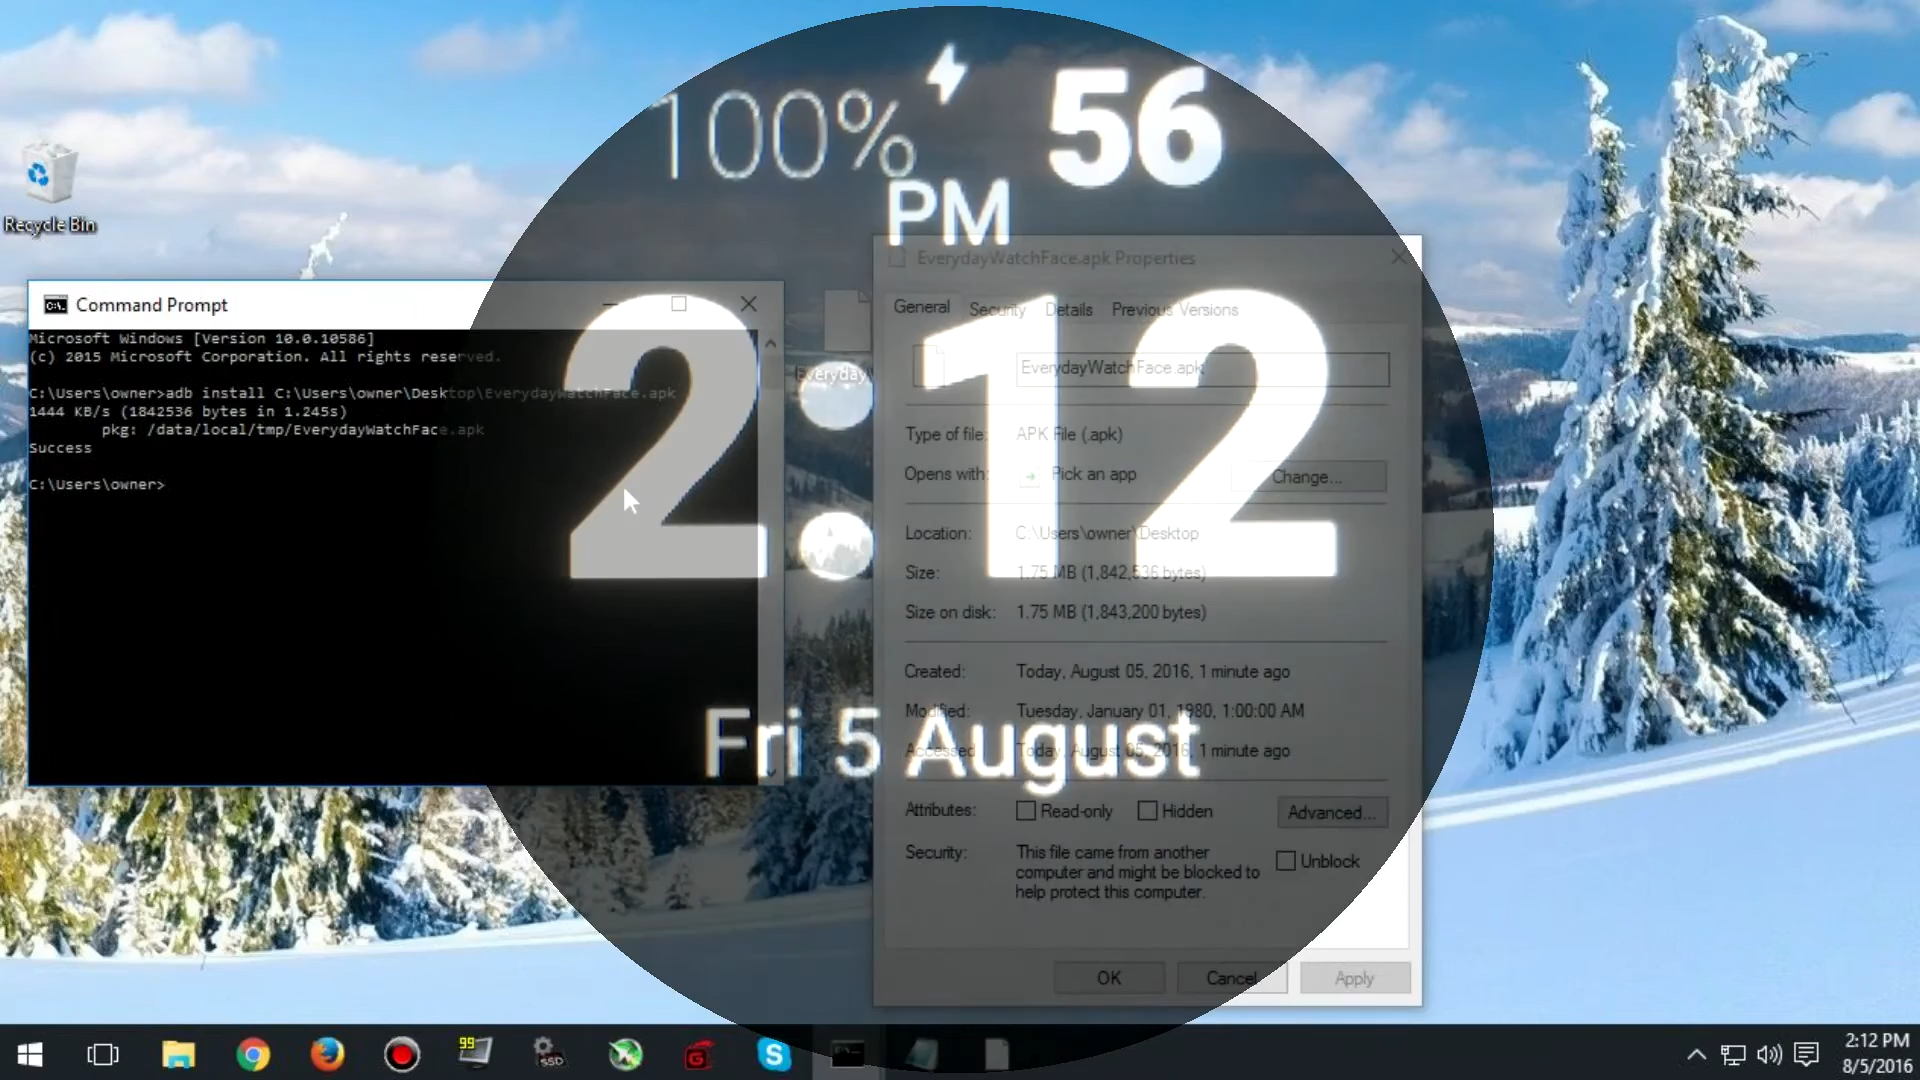 100%
56
PM
2:12
Fri 5 August
Recycle Bin
Command Prompt
Microsoft Windows [Version 10.0.10586]
(c) 2015 Microsoft Corporation. All rights reserved.
C:\Users\owner>adb install C:\Users\owner\Desktop\EverydayWatchFace.apk
1444 KB/s (1842536 bytes in 1.245s)
pkg: /data/local/tmp/EverydayWatchFace.apk
Success
C:\Users\owner>
Everyday
EverydayWatchFace.apk Properties
General Security Details Previous Versions
EverydayWatchFace.apk
Type of file: APK File (.apk)
Opens with: Pick an app Change...
Location: C:\Users\owner\Desktop
Size: 1.75 MB (1,842,536 bytes)
Size on disk: 1.75 MB (1,843,200 bytes)
Created: Today, August 05, 2016, 1 minute ago
Modified: Tuesday, January 01, 1980, 1:00:00 AM
Accessed: Today, August 05, 2016, 1 minute ago
Attributes: Read-only Hidden Advanced...
Security: This file came from another
computer and might be blocked to
help protect this computer.
Unblock
OK Cancel Apply
99
SSD
2:12 PM
8/5/2016